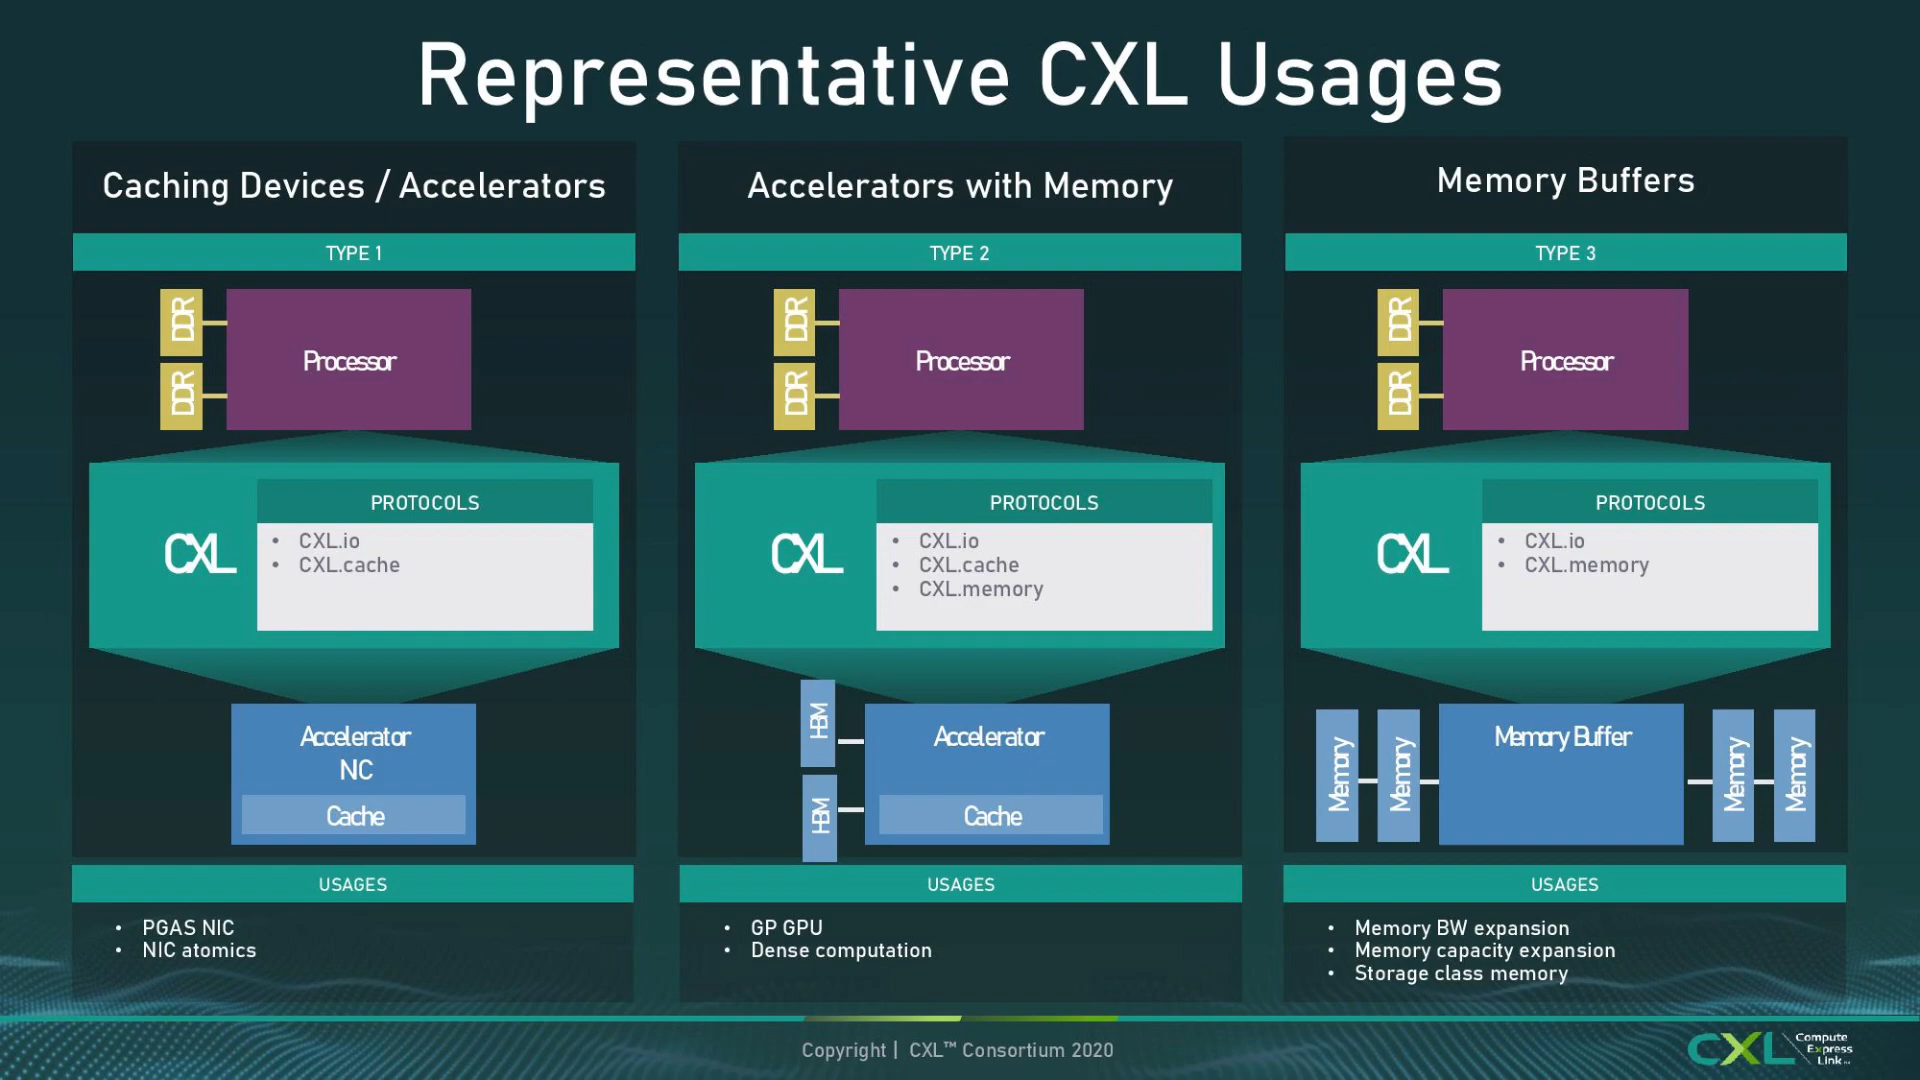 Representative CXL Usages
Caching Devices / Accelerators
TYPE 1
DDR
DDR
Processor
CXL
PROTOCOLS
• CXL.io
• CXL.cache
Accelerator
NC
Cache
USAGES
• PGAS NIC
• NIC atomics
Accelerators with Memory
TYPE 2
DDR
DDR
Processor
CXL
PROTOCOLS
• CXL.io
• CXL.cache
• CXL.memory
HBM
HBM
Accelerator
Cache
USAGES
• GP GPU
• Dense computation
Memory Buffers
TYPE 3
DDR
DDR
Processor
CXL
PROTOCOLS
• CXL.io
• CXL.memory
Memory
Memory
Memory Buffer
Memory
Memory
USAGES
• Memory BW expansion
• Memory capacity expansion
• Storage class memory
Copyright | CXL™ Consortium 2020
CXL
Compute
Express
Link